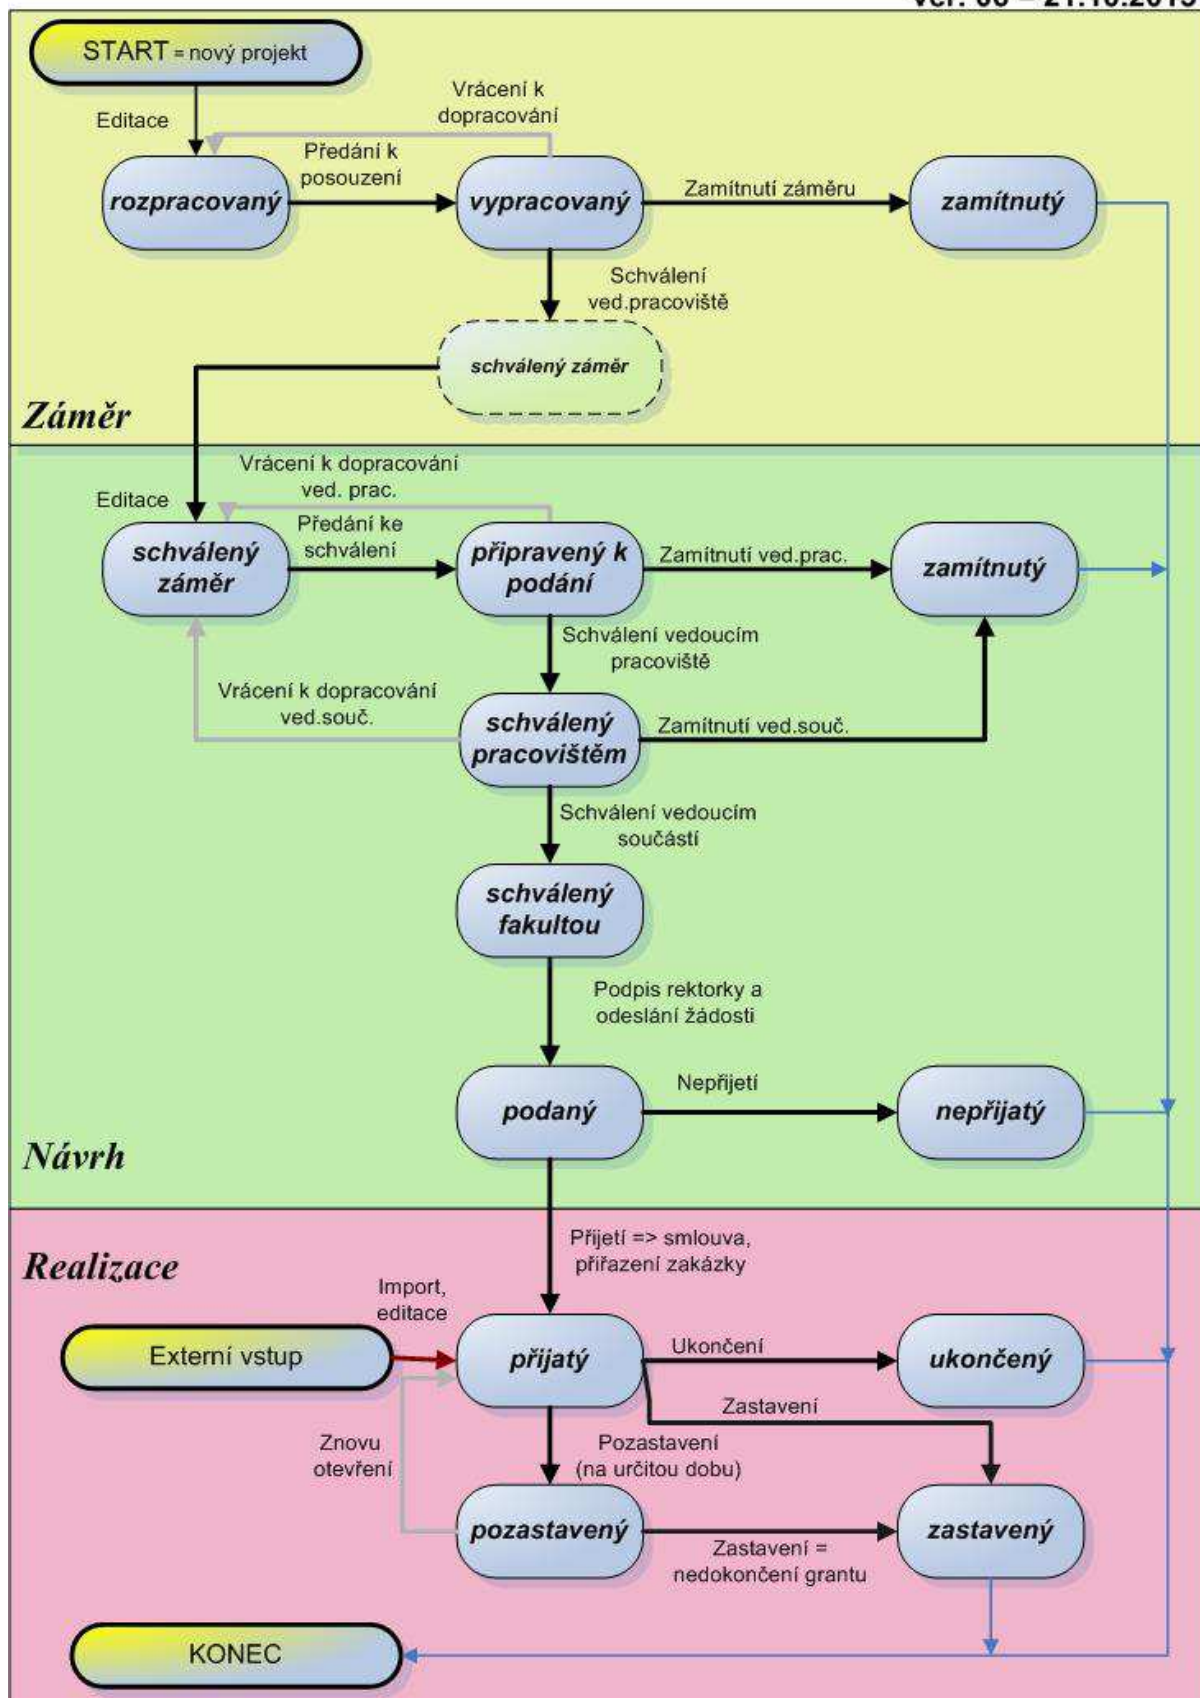 START = nový projekt
Vrácení k
dopracování
Editace
Předání k
posouzení
rozpracovaný
vypracovaný
Zamítnutí záměru
zamítnutý
Schválení
ved.pracoviště
schválený záměr
Záměr
Vrácení k dopracování
ved. prac.
Editace
Předání ke
schválení
schválený
záměr
připravený k
podání
Zamítnutí ved.prac.
zamítnutý
Schválení vedoucím
pracoviště
Vrácení k dopracování
ved.souč.
schválený
pracovištěm
Zamítnutí ved.souč.
Schválení vedoucím
součástí
schválený
fakultou
Podpis rektorky a
odeslání žádosti
podaný
Nepřijetí
nepřijatý
Návrh
Přijetí => smlouva,
přiřazení zakázky
Realizace
Import,
editace
Externí vstup
přijatý
Ukončení
ukončený
Zastavení
Znovu
otevření
Pozastavení
(na určitou dobu)
pozastavený
Zastavení =
nedokončení grantu
zastavený
KONEC